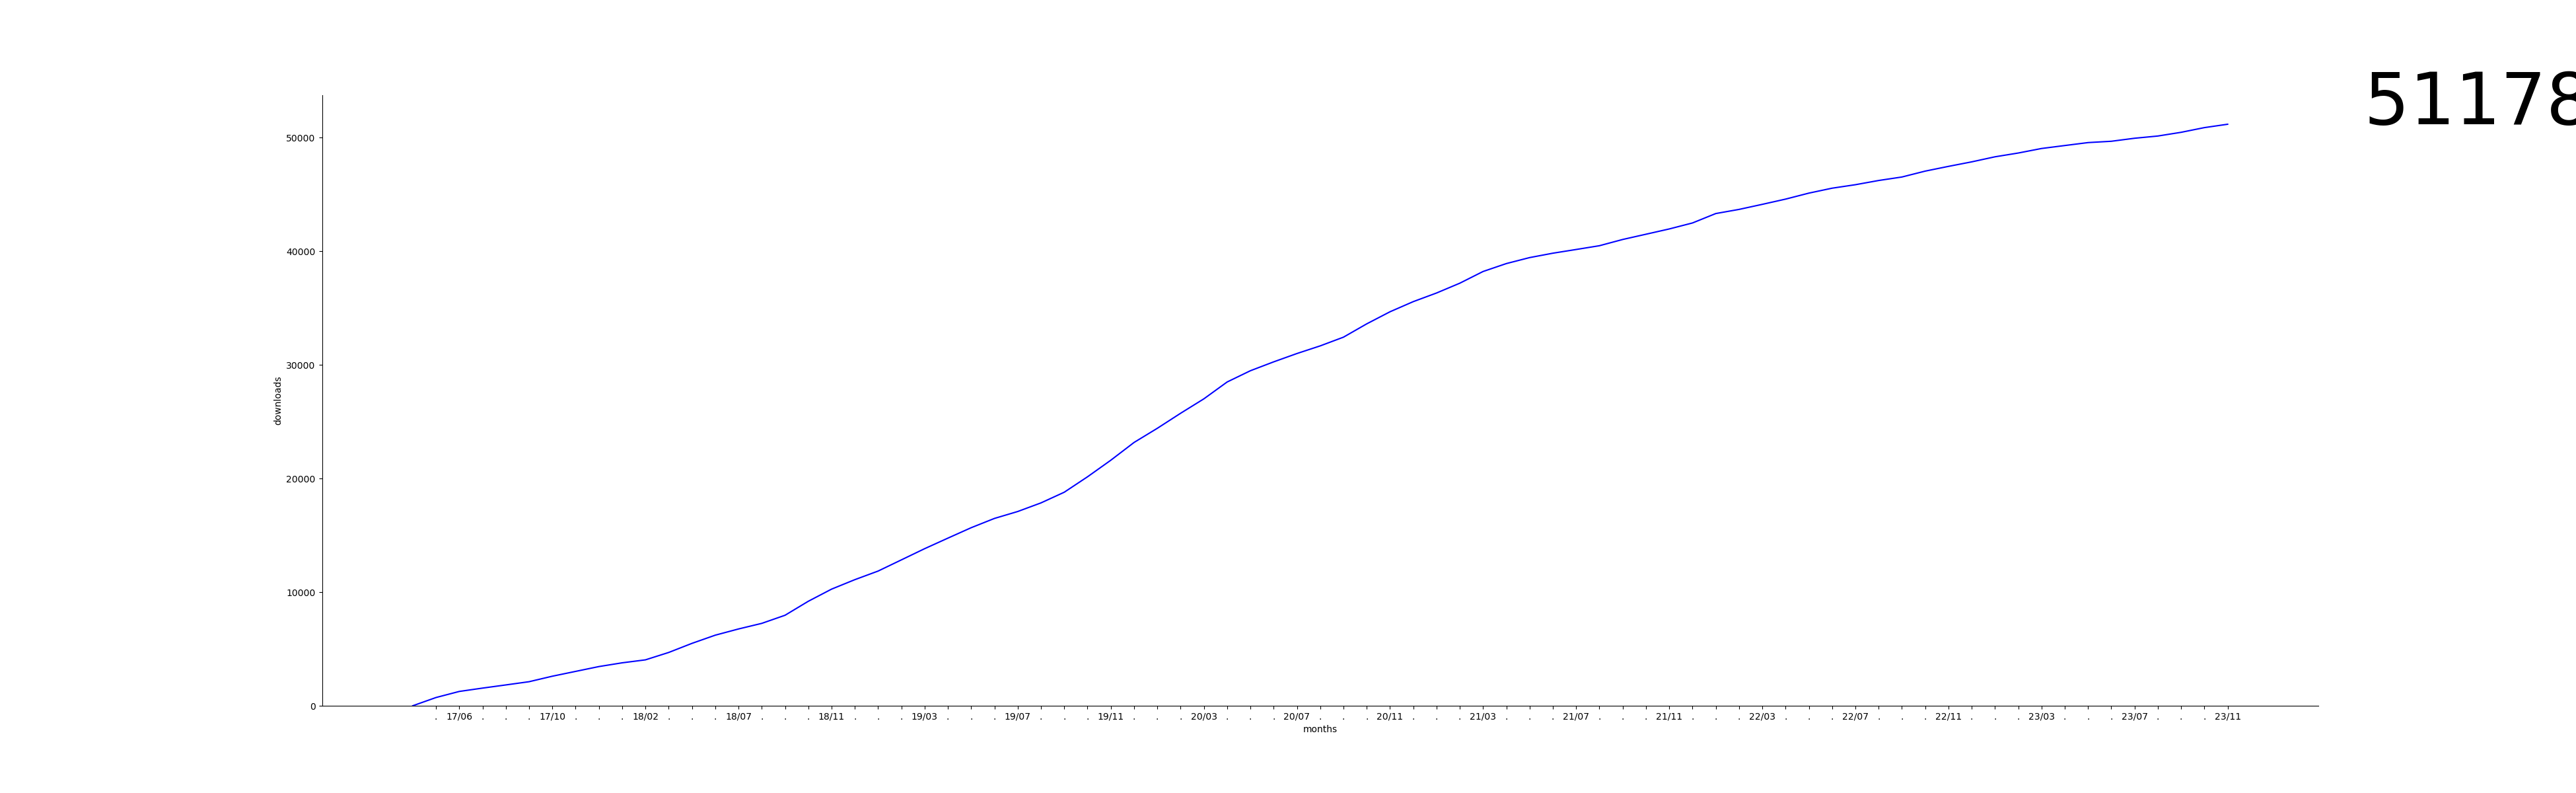 51178
50000
40000
30000
20000
10000
0
downloads
. 17/06 . . . 17/10 . . . 18/02 . . . 18/07 . . . 18/11 . . . 19/03 . . . 19/07 . . . 19/11 . . . 20/03 . . . 20/07 . . . 20/11 . . . 21/03 . . . 21/07 . . . 21/11 . . . 22/03 . . . 22/07 . . . 22/11 . . . 23/03 . . . 23/07 . . . 23/11
months